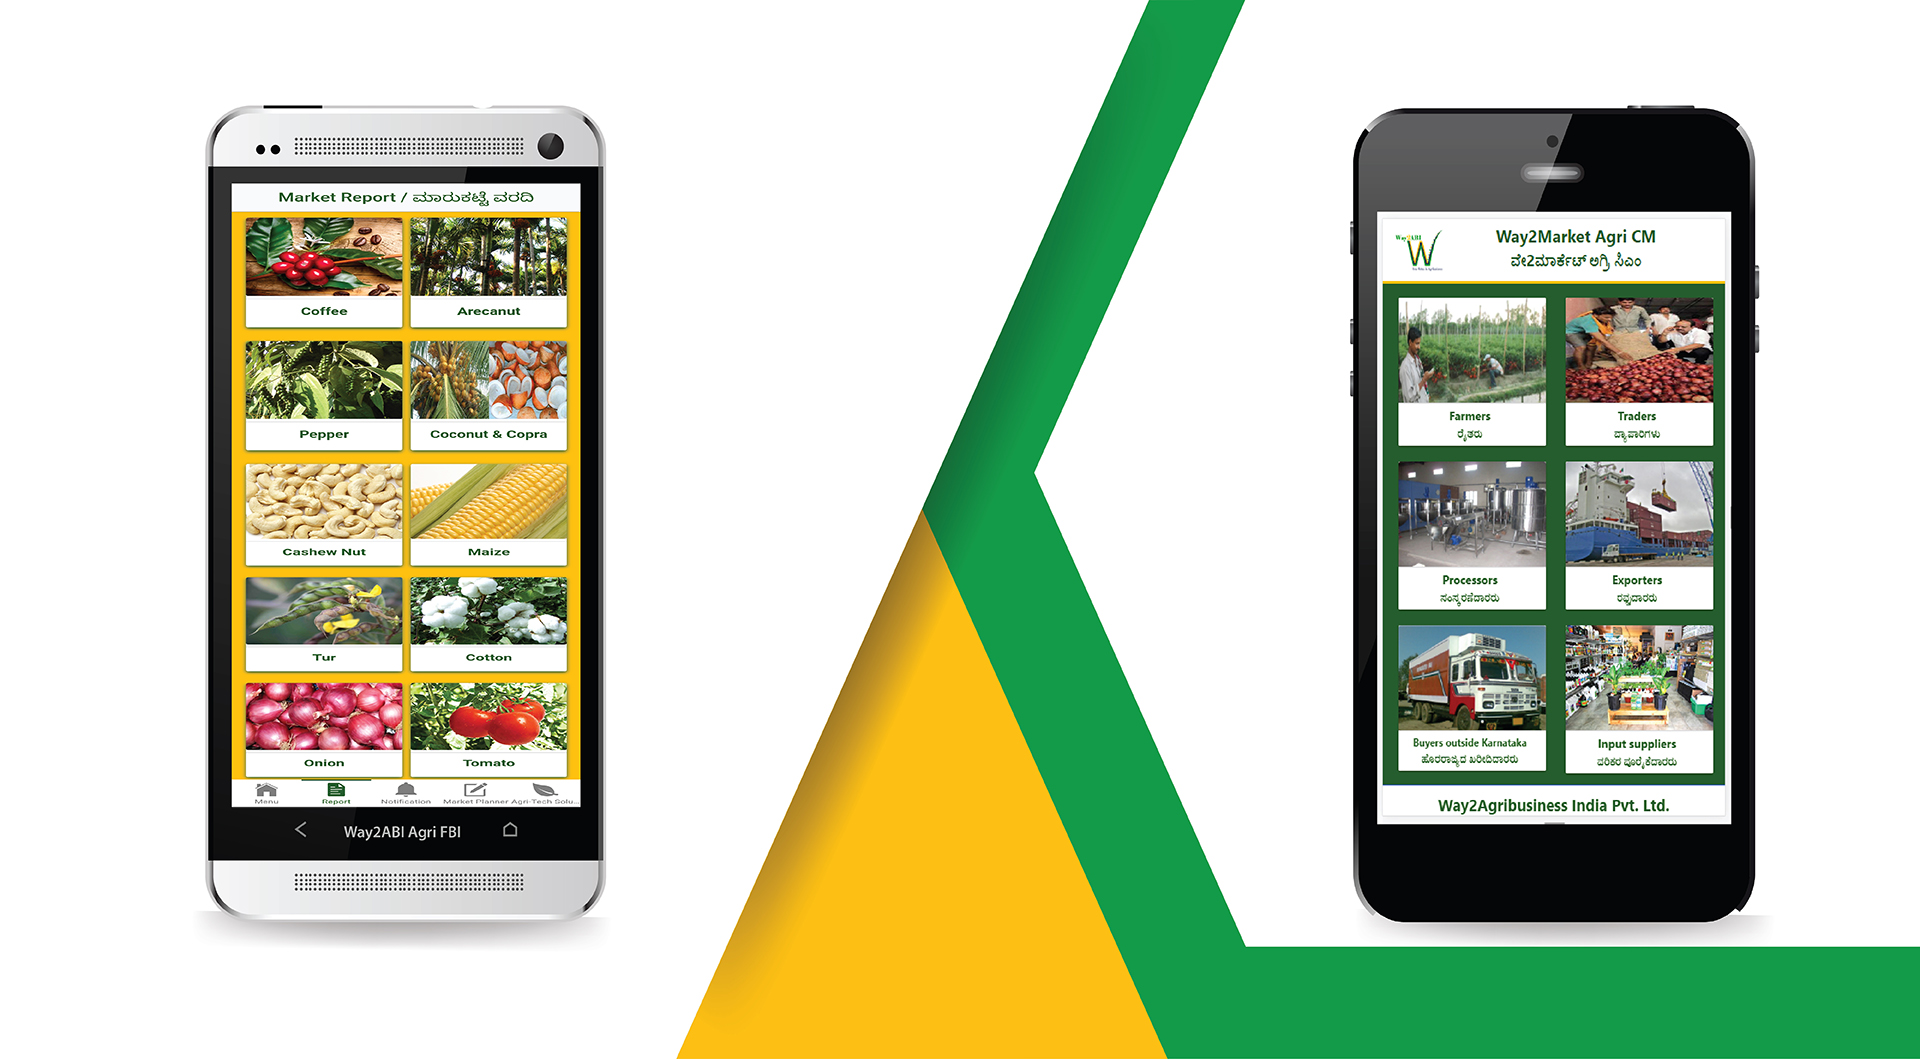 Market Report / ಮಾರುಕಟ್ಟೆ ವರದಿ
Coffee
Arecanut
Pepper
Coconut & Copra
Cashew Nut
Maize
Tur
Cotton
Onion
Tomato
Menu
Report
Notification
Market Planner
Agri-Tech Solu...
Way2ABI Agri FBI
Way2ABI
W
Way2Market Agri CM
ವೇ2ಮಾರ್ಕೆಟ್ ಅಗ್ರಿ ಸಿಎಂ
Farmers
ರೈತರು
Traders
ವ್ಯಾಪಾರಿಗಳು
Processors
ಸಂಸ್ಕರಣೆದಾರರು
Exporters
ರಫ್ತುದಾರರು
Buyers outside Karnataka
ಹೊರರಾಜ್ಯದ ಖರೀದಿದಾರರು
Input suppliers
ಪರಿಕರ ಪೂರೈಕೆದಾರರು
Way2Agribusiness India Pvt. Ltd.